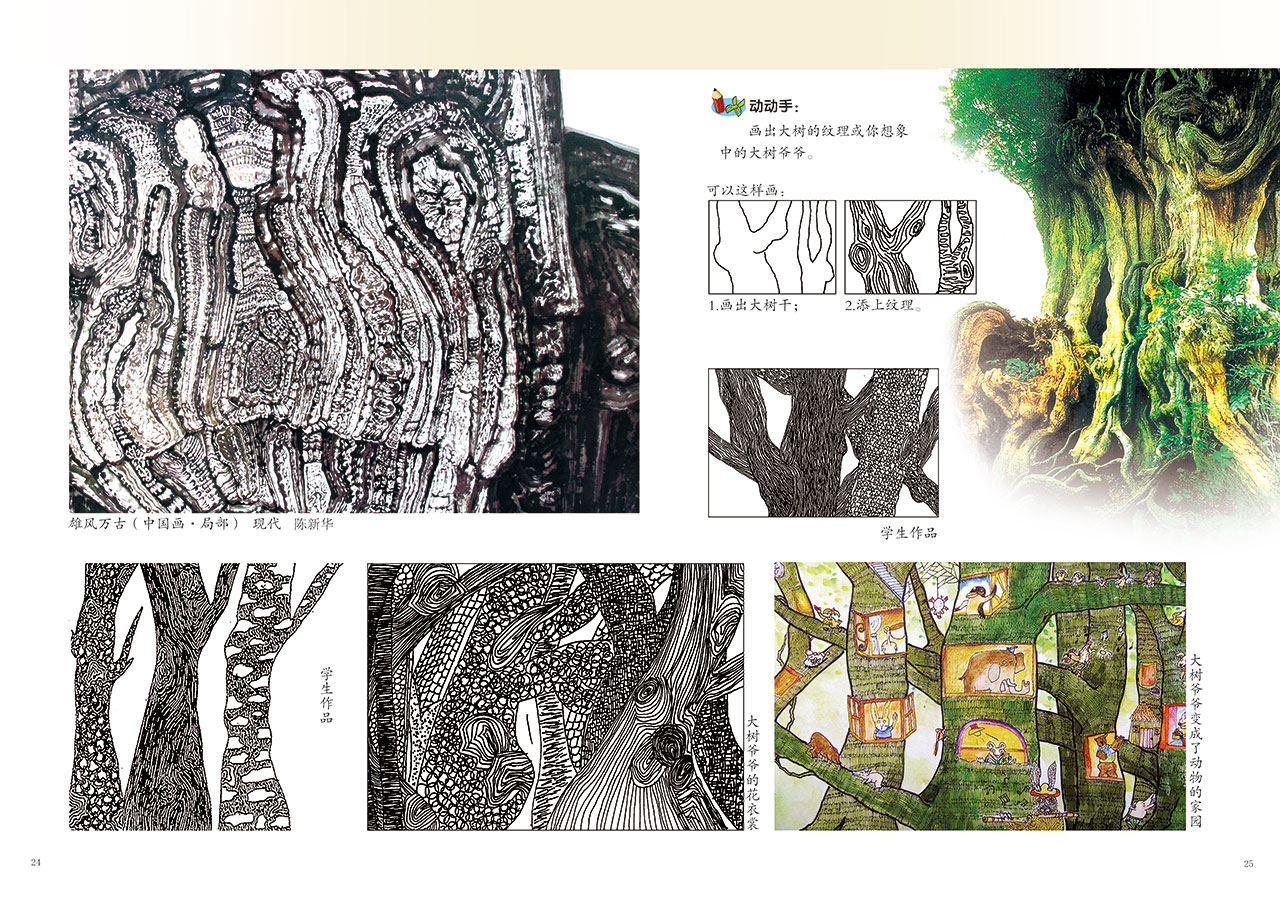 雄风万古(中国画·局部) 现代 陈新华
学生作品
大树爷爷的花衣裳
24
动动手：
画出大树的纹理或你想象
中的大树爷爷。
可以这样画：
1.画出大树干；
2.添上纹理。
学生作品
大树爷爷变成了动物的家园
25